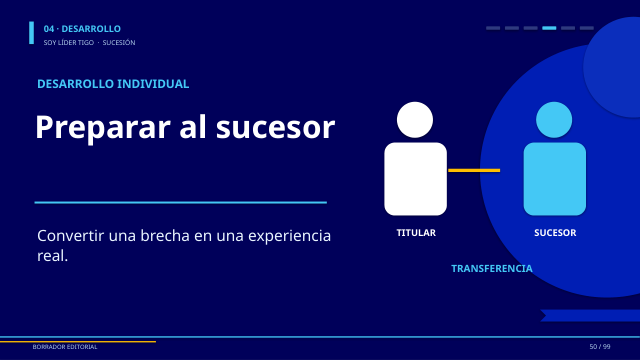 04 · DESARROLLO
SOY LÍDER TIGO · SUCESIÓN
DESARROLLO INDIVIDUAL
Preparar al sucesor
Convertir una brecha en una experiencia
real.
TITULAR
SUCESOR
TRANSFERENCIA
BORRADOR EDITORIAL
50 / 99